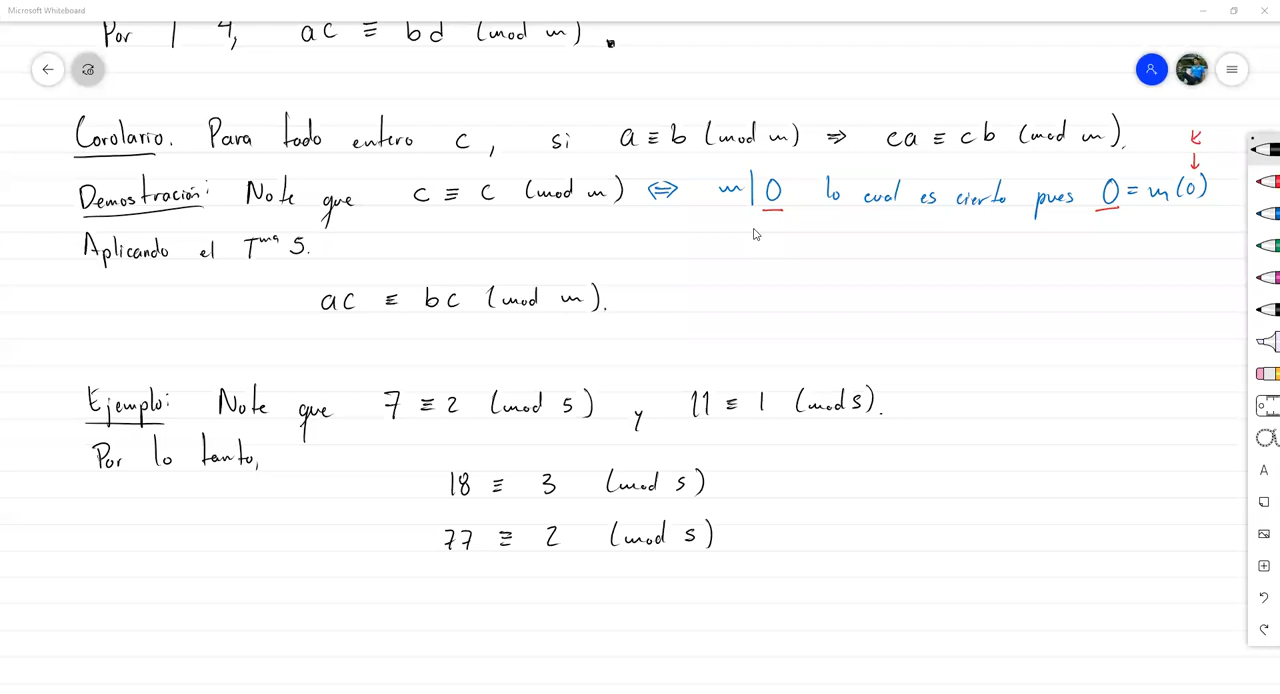 Microsoft Whiteboard
Por 1 4, ac ≡ bd (mod m).
Corolario. Para todo entero c, si a ≡ b (mod m) ⇒ ca ≡ cb (mod m).
k
↓
Demostración: Note que c ≡ c (mod m) ⇔ m|0 lo cual es cierto pues 0 = m(0)
Aplicando el Tma 5.
ac ≡ bc (mod m).
Ejemplo: Note que 7 ≡ 2 (mod 5) y 11 ≡ 1 (mod 5).
Por lo tanto,
18 ≡ 3 (mod 5)
77 ≡ 2 (mod 5)
A